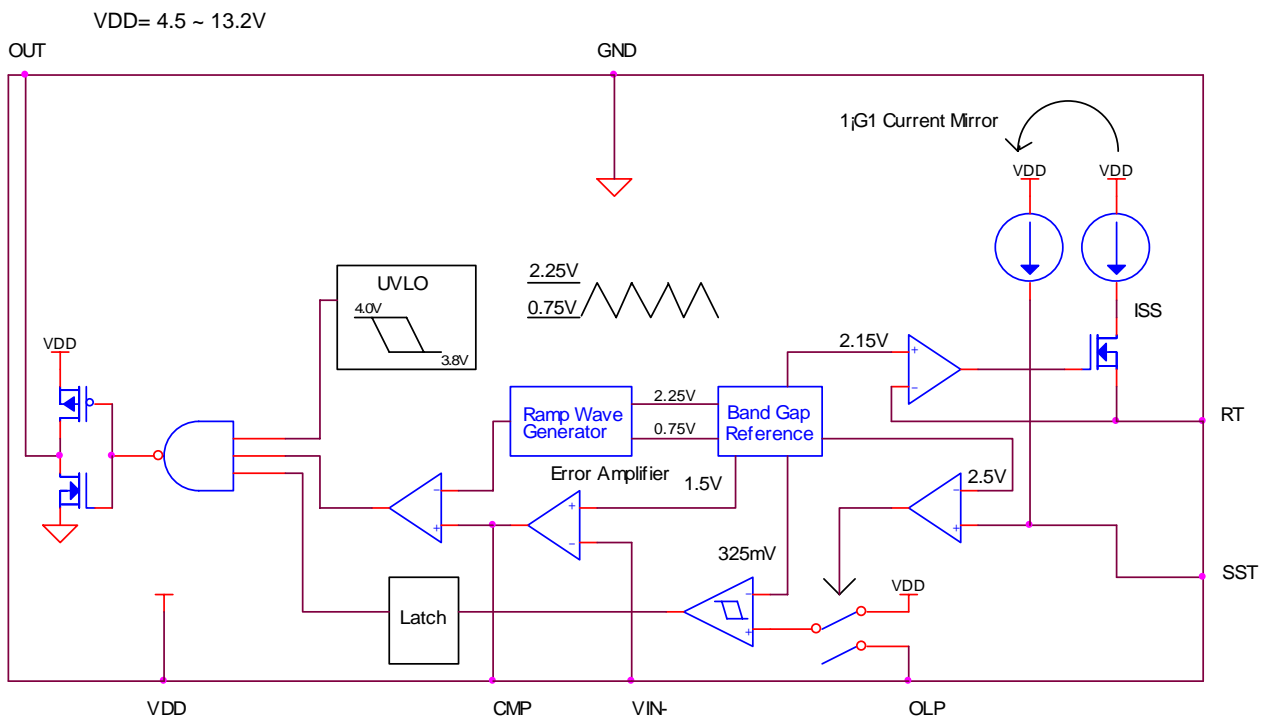 VDD= 4.5 ~ 13.2V
OUT
GND
1¡G1 Current Mirror
VDD
VDD
2.25V
0.75V
UVLO
4.0V
3.8V
ISS
VDD
2.15V
+
−
RT
Ramp Wave
Generator
2.25V
0.75V
Band Gap
Reference
Error Amplifier
1.5V
2.5V
−
+
−
+
+
−
325mV
SST
VDD
Latch
−
+
VDD
CMP
VIN-
OLP